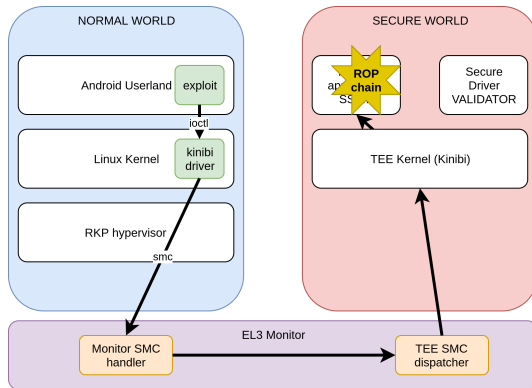 NORMAL WORLD
SECURE WORLD
Android Userland
exploit
ROP
chain
Secure
Driver
VALIDATOR
ioctl
Linux Kernel
kinibi
driver
TEE Kernel (Kinibi)
RKP hypervisor
smc
EL3 Monitor
Monitor SMC
handler
TEE SMC
dispatcher